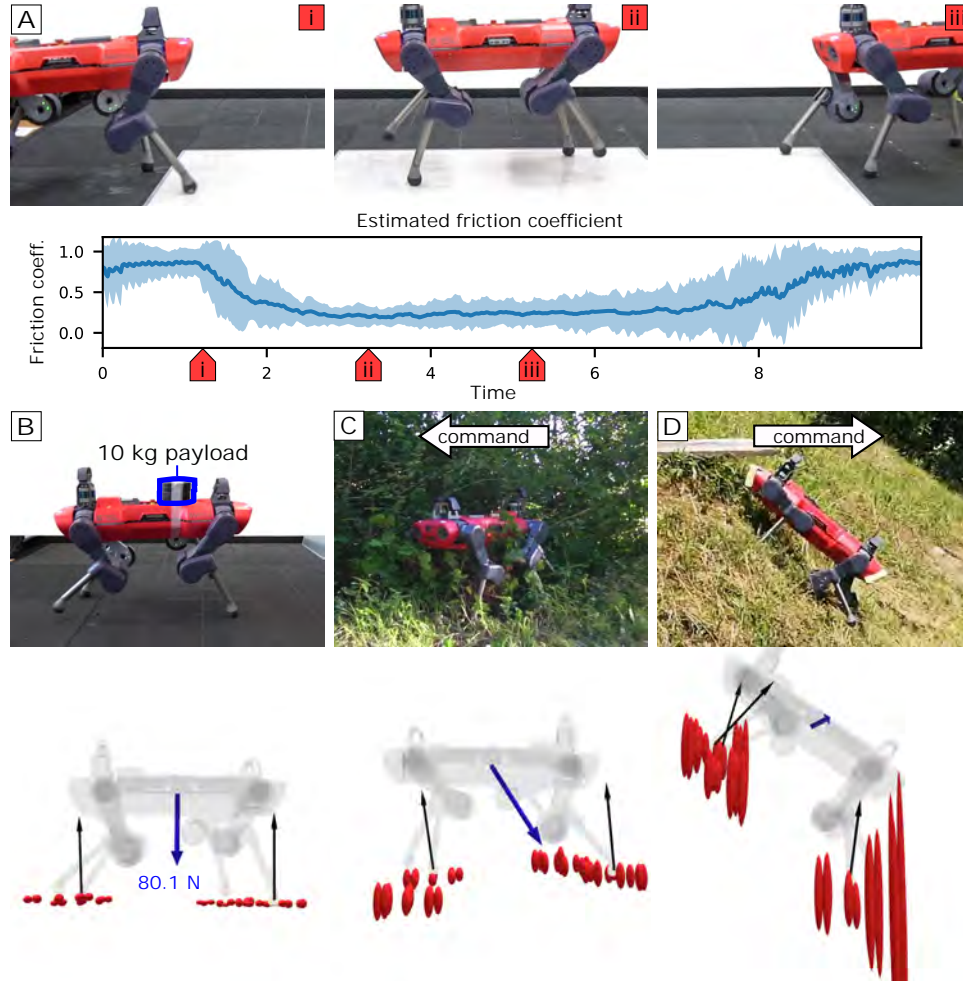 A
i
ii
iii
Estimated friction coefficient
Friction coeff.
1.0
0.5
0.0
0
2
4
6
8
i
ii
iii
Time
B
10 kg payload
C
command
D
command
80.1 N